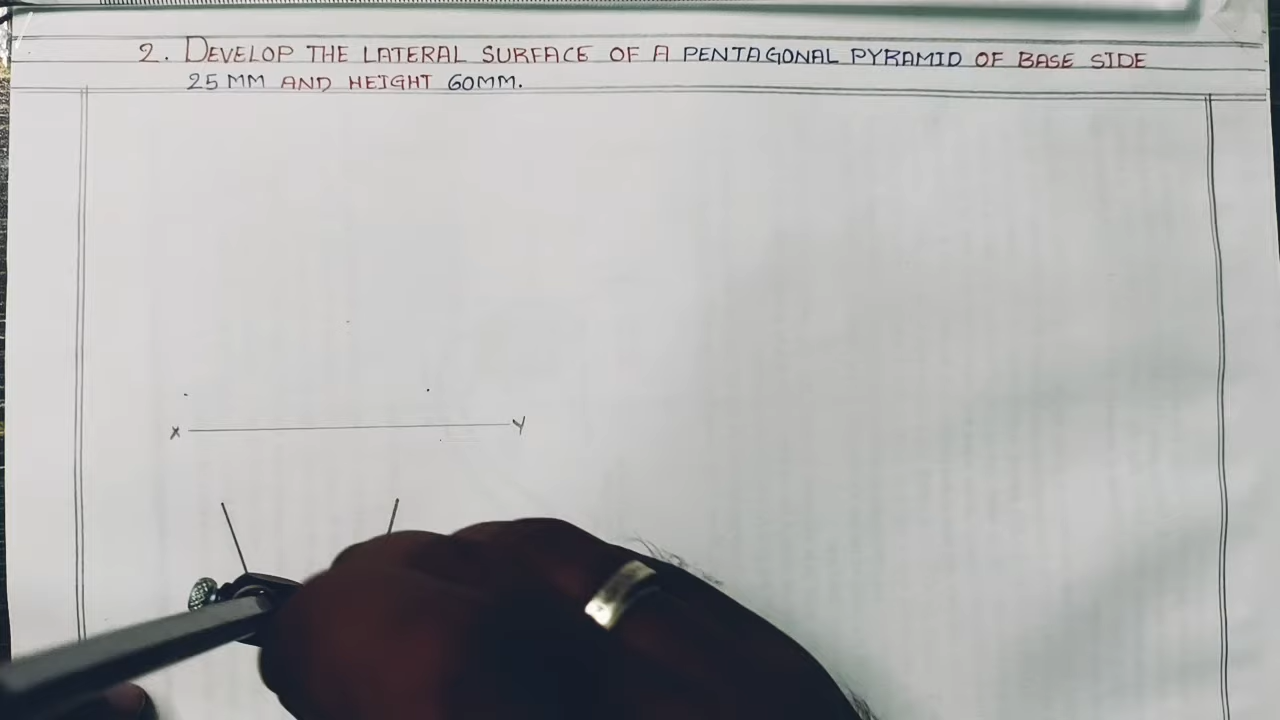 2. DEVELOP THE LATERAL SURFACE OF A PENTAGONAL PYRAMID OF BASE SIDE
25 MM AND HEIGHT 60MM.
X Y